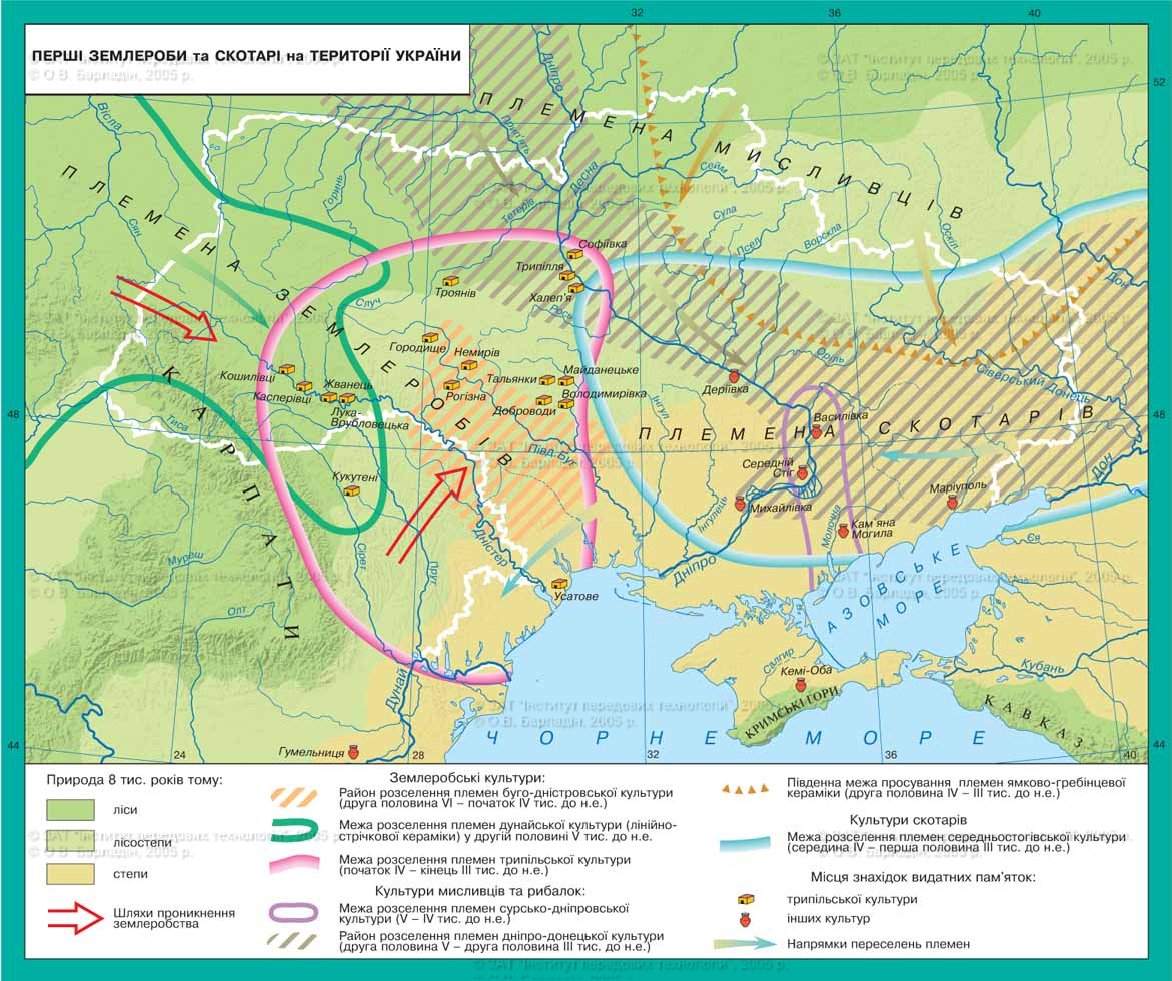 32
36
40
52
ПЕРШІ ЗЕМЛЕРОБИ та СКОТАРІ на ТЕРИТОРІЇ УКРАЇНИ
© ЗАТ "Інститут передових технологій", 2005 р.
© О.В. Барладін, 2005 р.
Дніпро
Вісла
ПЛЕМЕНА МИСЛИВЦІВ
Прип'ять
Десна
Сейм
Горинь
Тетерів
Сян
Сула
Псел
Ворскла
Оскіл
ПЛЕМЕНА ЗЕМЛЕРОБІВ
Софіївка
Трипілля
Халеп'я
Троянів
Случ
Рось
Дон
Городище
Немирів
Оріль
Сіверський Донець
Кошилівці
Жванець
Касперівці
Лука-
Врубловецька
Рогізна
Тальянки
Майданецьке
Володимирівка
Доброводи
Деріївка
Інгул
Василівка
48
48
КАРПАТИ
Тиса
ПЛЕМЕНА СКОТАРІВ
Півд.Буг
Середній
Стіг
Кукутені
Михайлівка
Маріуполь
Дон
Інгулець
Молочна
Кам'яна
Могила
Муреш
Сірет
Прут
Дністер
Дніпро
Єя
Олт
Усатове
АЗОВСЬКЕ
МОРЕ
Салгир
Кемі-Оба
Кубань
КРИМСЬКІ ГОРИ
КАВКАЗ
Дунай
ЧОРНЕ МОРЕ
Гумельниця
44
24
28
32
36
40
44
Природа 8 тис. років тому:
ліси
лісостепи
степи
Шляхи проникнення
землеробства
Землеробські культури:
Район розселення племен буго-дністровської культури
(друга половина VI – початок IV тис. до н.е.)
Межа розселення племен дунайської культури (лінійно-
стрічкової кераміки) у другій половині V тис. до н.е.
Межа розселення племен трипільської культури
(початок IV – кінець III тис. до н.е.)
Культури мисливців та рибалок:
Межа розселення племен сурсько-дніпровської
культури (V – IV тис. до н.е.)
Район розселення племен дніпро-донецької культури
(друга половина V – друга половина III тис. до н.е.)
Південна межа просування племен ямково-гребінцевої
кераміки (друга половина IV – III тис. до н.е.)
Культури скотарів
Межа розселення племен середньостогівської культури
(середина IV – перша половина III тис. до н.е.)
Місця знахідок видатних пам'яток:
трипільської культури
інших культур
Напрямки переселень племен